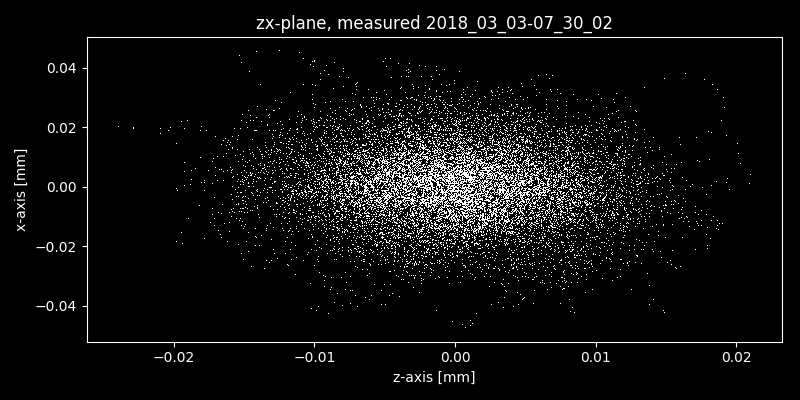 zx-plane, measured 2018_03_03-07_30_02
0.04
0.02
0.00
−0.02
−0.04
x-axis [mm]
−0.02 −0.01 0.00 0.01 0.02
z-axis [mm]